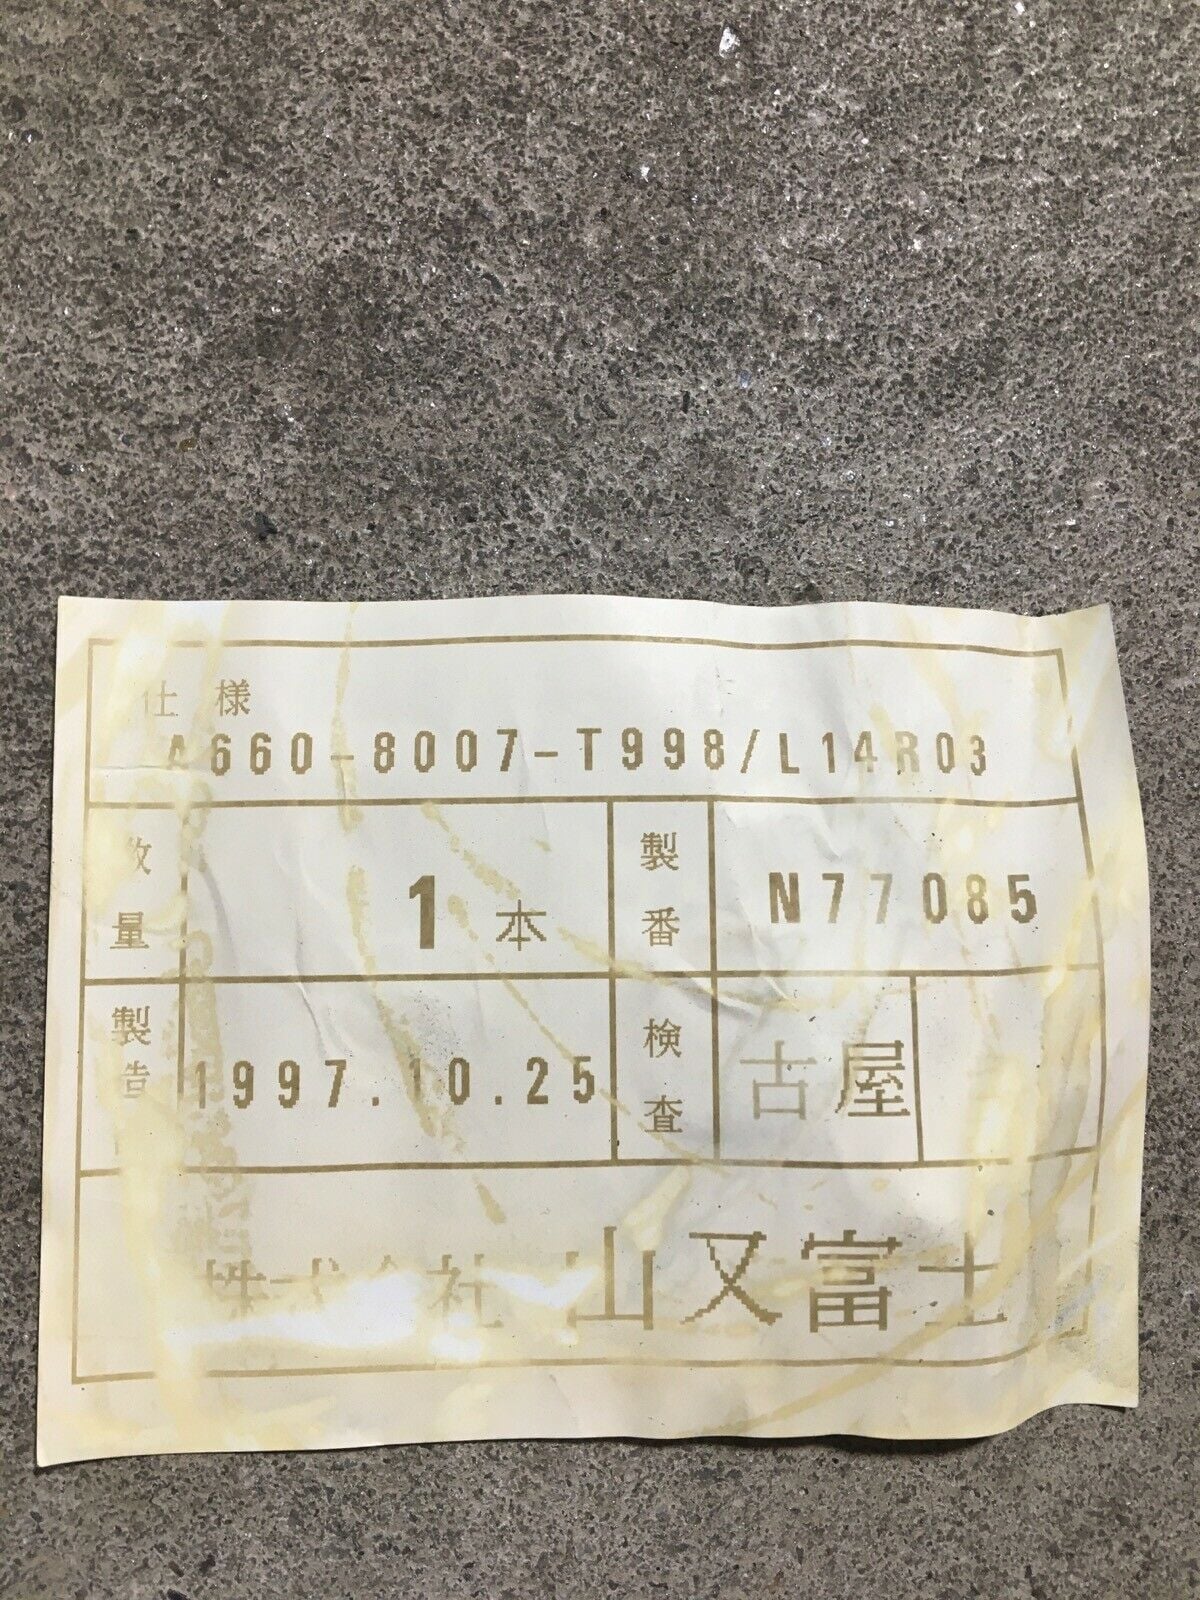 仕様
A660-8007-T998/L14R03
数量 1本 製番 N77085
製造 1997.10.25 検査 古屋
株式会社 山又富士